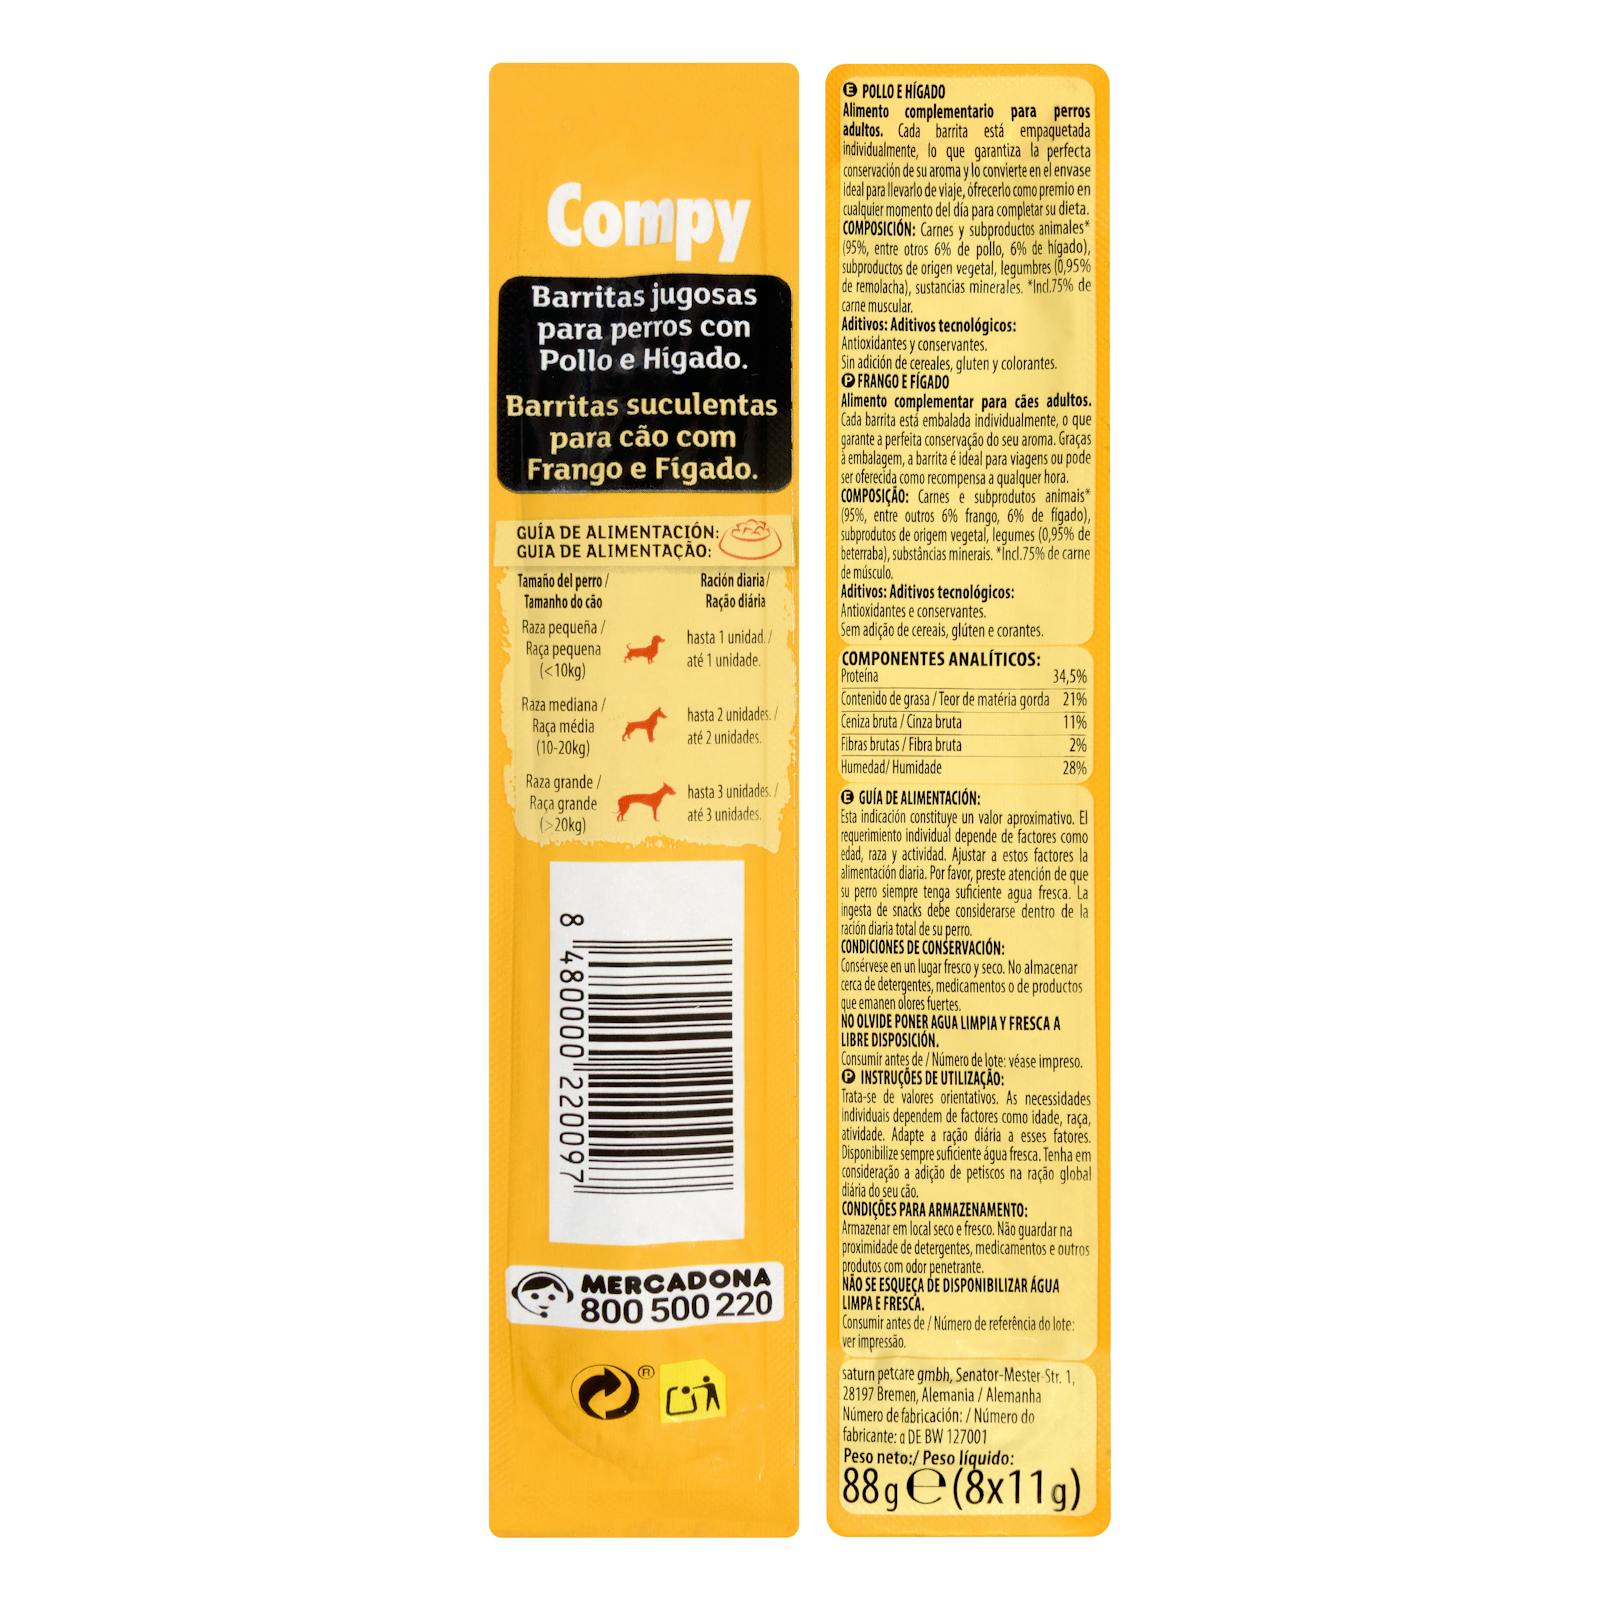 Compy
Barritas jugosas
para perros con
Pollo e Hígado.
Barritas suculentas
para cão com
Frango e Fígado.
GUÍA DE ALIMENTACIÓN:
GUIA DE ALIMENTAÇÃO:
Tamaño del perro / Ración diaria /
Tamanho do cão Ração diária
Raza pequeña / hasta 1 unidad. /
Raça pequena até 1 unidade.
(<10kg)
Raza mediana / hasta 2 unidades. /
Raça média até 2 unidades.
(10-20kg)
Raza grande / hasta 3 unidades. /
Raça grande até 3 unidades.
(>20kg)
8 480000 220097
MERCADONA
800 500 220
®
E POLLO E HÍGADO
Alimento complementario para perros
adultos. Cada barrita está empaquetada
individualmente, lo que garantiza la perfecta
conservación de su aroma y lo convierte en el envase
ideal para llevarlo de viaje, ofrecerlo como premio en
cualquier momento del día para completar su dieta.
COMPOSICIÓN: Carnes y subproductos animales*
(95%, entre otros 6% de pollo, 6% de hígado),
subproductos de origen vegetal, legumbres (0,95%
de remolacha), sustancias minerales. *Incl.75% de
carne muscular.
Aditivos: Aditivos tecnológicos:
Antioxidantes y conservantes.
Sin adición de cereales, gluten y colorantes.
P FRANGO E FÍGADO
Alimento complementar para cães adultos.
Cada barrita está embalada individualmente, o que
garante a perfeita conservação do seu aroma. Graças
à embalagem, a barrita é ideal para viagens ou pode
ser oferecida como recompensa a qualquer hora.
COMPOSIÇÃO: Carnes e subprodutos animais*
(95%, entre outros 6% frango, 6% de fígado),
subprodutos de origem vegetal, legumes (0,95% de
beterraba), substâncias minerais. *Incl.75% de carne
de músculo.
Aditivos: Aditivos tecnológicos:
Antioxidantes e conservantes.
Sem adição de cereais, glúten e corantes.
COMPONENTES ANALÍTICOS:
Proteína 34,5%
Contenido de grasa / Teor de matéria gorda 21%
Ceniza bruta / Cinza bruta 11%
Fibras brutas / Fibra bruta 2%
Humedad/ Humidade 28%
E GUÍA DE ALIMENTACIÓN:
Esta indicación constituye un valor aproximativo. El
requerimiento individual depende de factores como
edad, raza y actividad. Ajustar a estos factores la
alimentación diaria. Por favor, preste atención de que
su perro siempre tenga suficiente agua fresca. La
ingesta de snacks debe considerarse dentro de la
ración diaria total de su perro.
CONDICIONES DE CONSERVACIÓN:
Consérvese en un lugar fresco y seco. No almacenar
cerca de detergentes, medicamentos o de productos
que emanen olores fuertes.
NO OLVIDE PONER AGUA LIMPIA Y FRESCA A
LIBRE DISPOSICIÓN.
Consumir antes de / Número de lote: véase impreso.
P INSTRUÇÕES DE UTILIZAÇÃO:
Trata-se de valores orientativos. As necessidades
individuais dependem de factores como idade, raça,
atividade. Adapte a ração diária a esses fatores.
Disponibilize sempre suficiente água fresca. Tenha em
consideração a adição de petiscos na ração global
diária do seu cão.
CONDIÇÕES PARA ARMAZENAMENTO:
Armazenar em local seco e fresco. Não guardar na
proximidade de detergentes, medicamentos e outros
produtos com odor penetrante.
NÃO SE ESQUEÇA DE DISPONIBILIZAR ÁGUA
LIMPA E FRESCA.
Consumir antes de / Número de referência do lote:
ver impressão.
saturn petcare gmbh, Senator-Mester-Str. 1,
28197 Bremen, Alemania / Alemanha
Número de fabricación: / Número do
fabricante: α DE BW 127001
Peso neto:/ Peso líquido:
88g ℮ (8x11g)